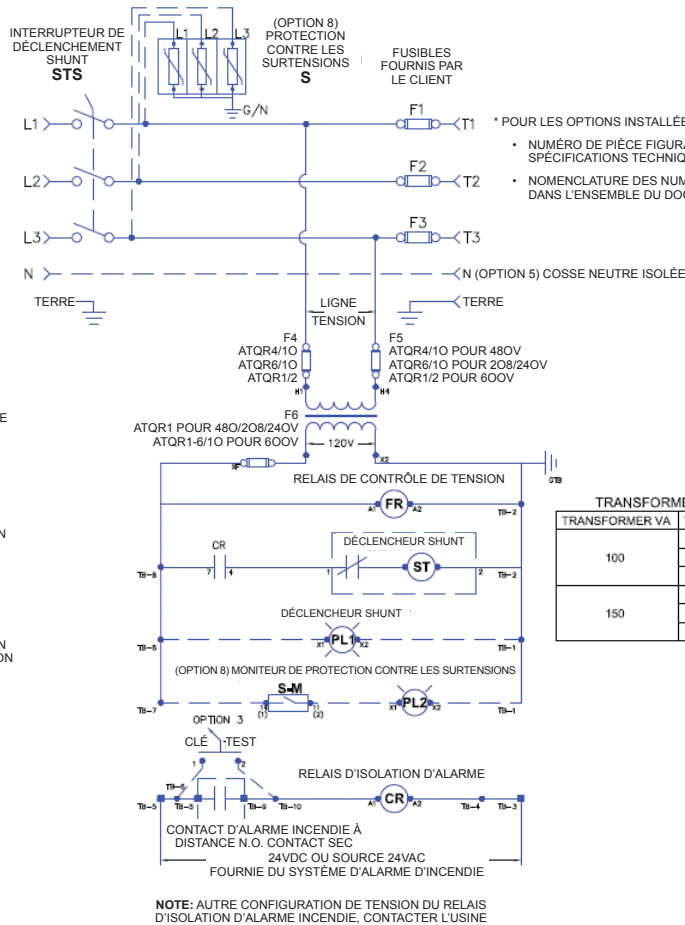 INTERRUPTEUR DE
DÉCLENCHEMENT
SHUNT
STS
(OPTION 8)
PROTECTION
CONTRE LES
SURTENSIONS
S
FUSIBLES
FOURNIS PAR
LE CLIENT
L1 L2 L3
G/N
L1
F1
T1
* POUR LES OPTIONS INSTALLÉE
• NUMÉRO DE PIÈCE FIGURA
SPÉCIFICATIONS TECHNIQ
L2
F2
T2
• NOMENCLATURE DES NUM
DANS L'ENSEMBLE DU DOC
L3
F3
T3
N
N (OPTION 5) COSSE NEUTRE ISOLÉE
TERRE
LIGNE
TENSION
TERRE
F4
ATQR4/10
ATQR6/10
ATQR1/2
F5
ATQR4/10 POUR 480V
ATQR6/10 POUR 208/240V
ATQR1/2 POUR 600V
H1
H4
F6
ATQR1 POUR 480/208/240V
ATQR1-6/10 POUR 600V
120V
XF
X2
GTB
E
RELAIS DE CONTRÔLE DE TENSION
A1 FR A2
TB-2
TRANSFORME
TRANSFORMER VA
100
150
N
CR
7 4
DÉCLENCHEUR SHUNT
1 ST 2
TB-8
TB-2
DÉCLENCHEUR SHUNT
TB-5
X1 PL1 X2
TB-1
N
ON
(OPTION 8) MONITEUR DE PROTECTION CONTRE LES SURTENSIONS
S-M
TB-7
14 11
(1) (2)
X1 PL2 X2
TB-1
OPTION 3
CLÉ -TEST
1 2
RELAIS D'ISOLATION D'ALARME
TB-6
TB-5 TB-8 TB-9 TB-10
A1 CR A2
TB-4 TB-3
CONTACT D'ALARME INCENDIE À
DISTANCE N.O. CONTACT SEC
24VDC OU SOURCE 24VAC
FOURNIE DU SYSTÈME D'ALARME D'INCENDIE
NOTE: AUTRE CONFIGURATION DE TENSION DU RELAIS
D'ISOLATION D'ALARME INCENDIE, CONTACTER L'USINE